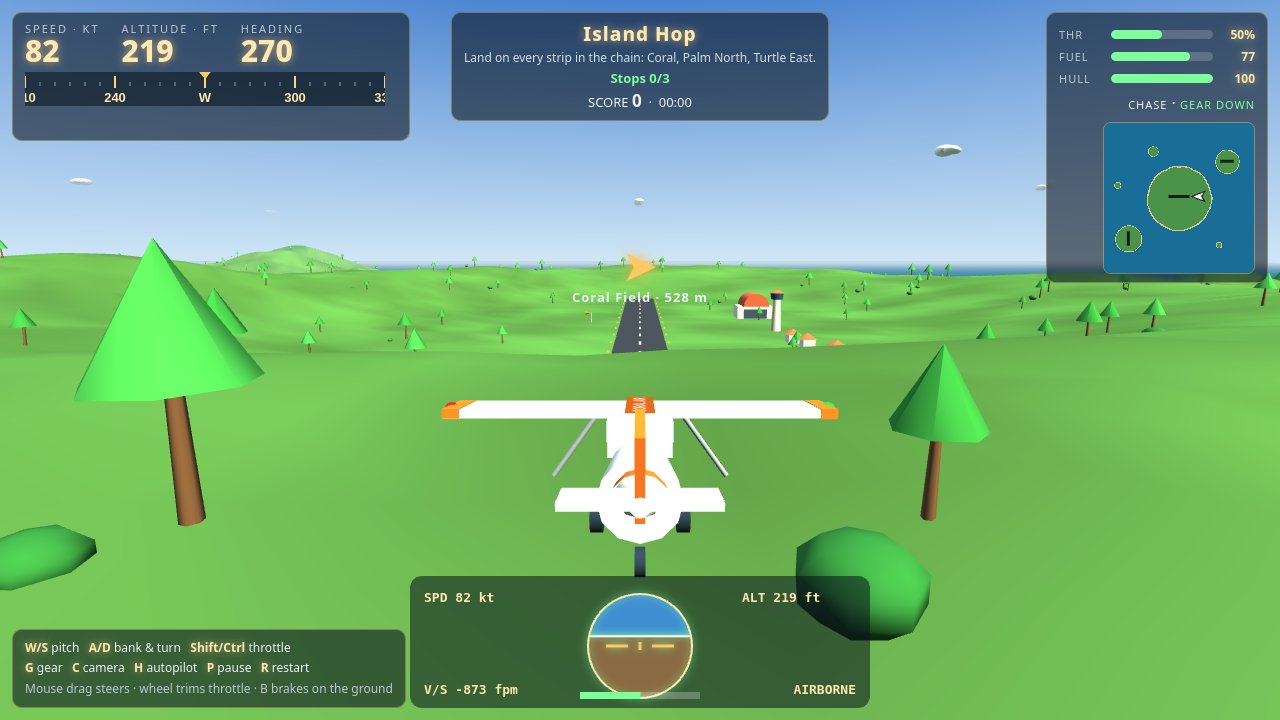 SPEED · KT ALTITUDE · FT HEADING
82 219 270
240 W 300
Island Hop
Land on every strip in the chain: Coral, Palm North, Turtle East.
Stops 0/3
SCORE 0 · 00:00
THR 50%
FUEL 77
HULL 100
CHASE · GEAR DOWN
Coral Field · 528 m
SPD 82 kt ALT 219 ft
V/S -873 fpm AIRBORNE
W/S pitch A/D bank & turn Shift/Ctrl throttle
G gear C camera H autopilot P pause R restart
Mouse drag steers · wheel trims throttle · B brakes on the ground